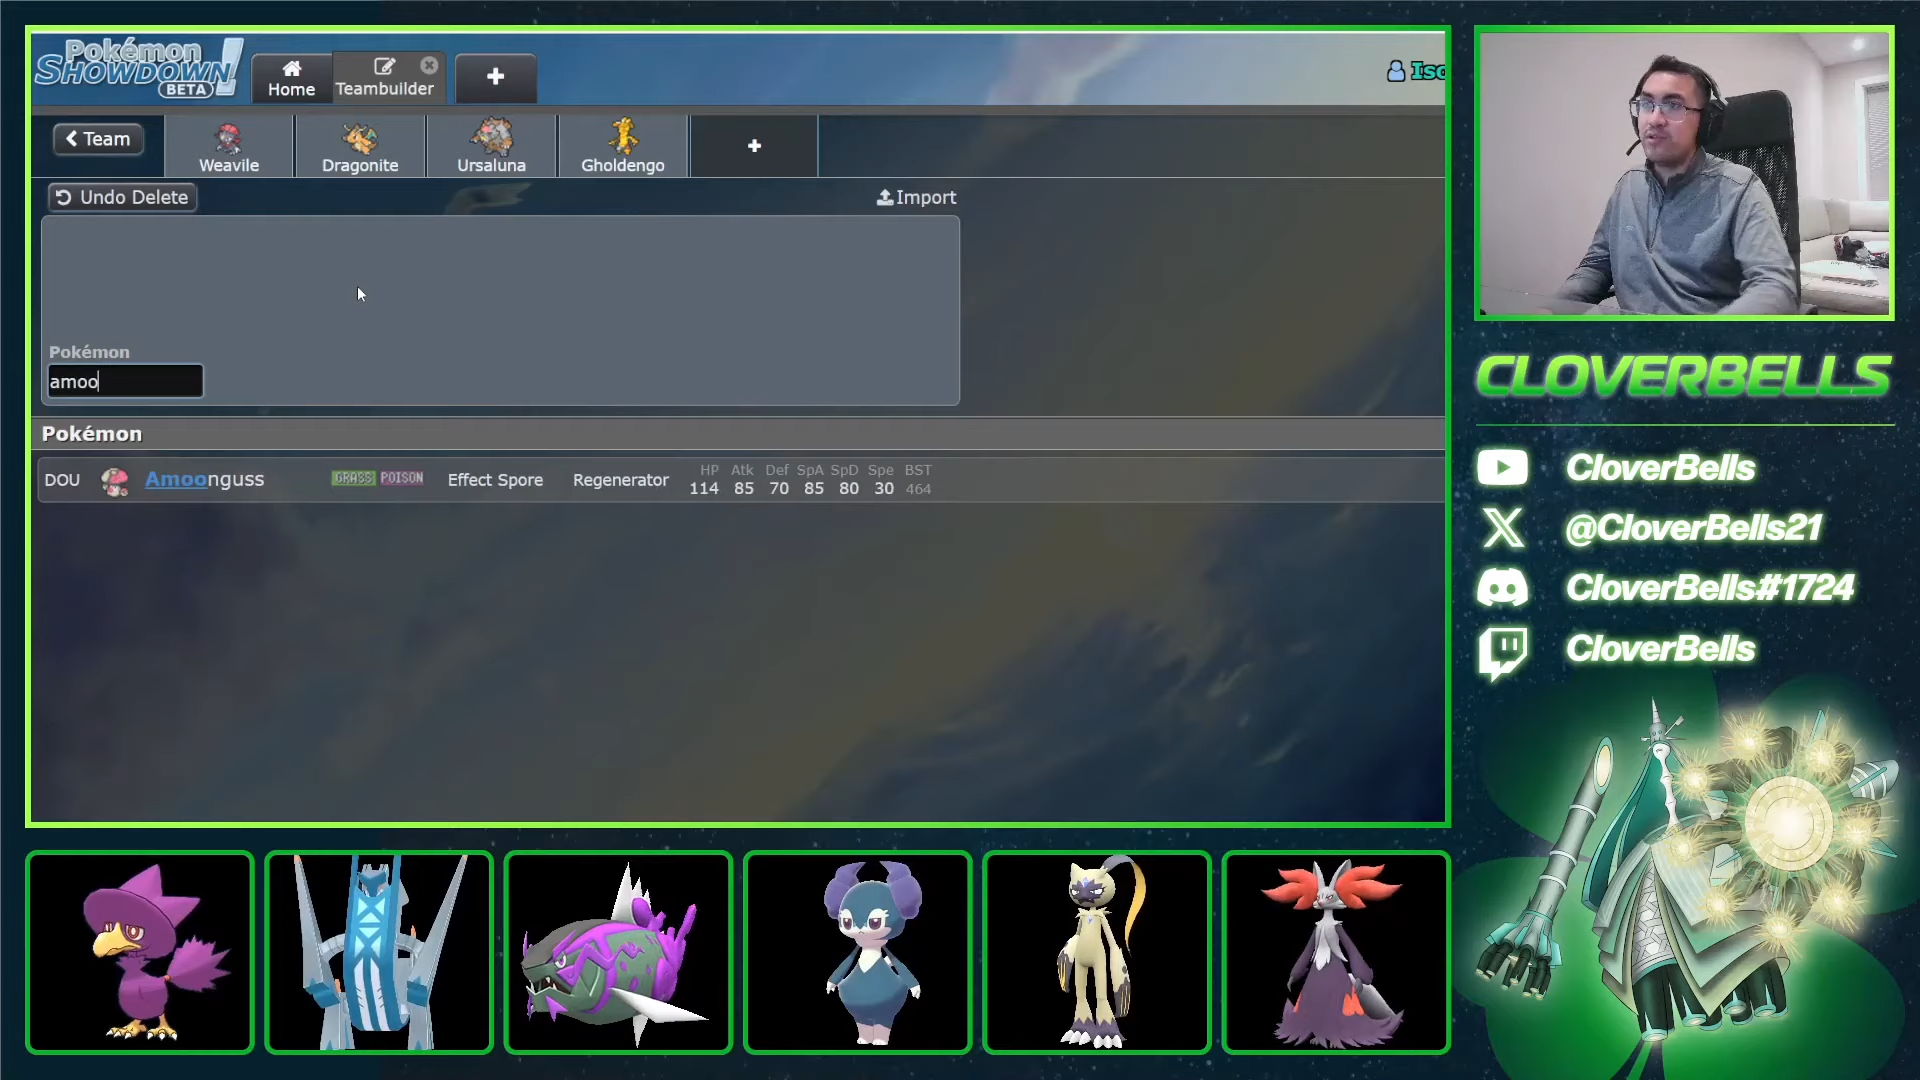 Pokémon
SHOWDOWN!
BETA
Home
Teambuilder
+
Iso
Team
Weavile
Dragonite
Ursaluna
Gholdengo
+
Undo Delete
Import
Pokémon
amoo
Pokémon
HP Atk Def SpA SpD Spe BST
DOU Amoonguss GRASS POISON Effect Spore Regenerator 114 85 70 85 80 30 464
CLOVERBELLS
CloverBells
@CloverBells21
CloverBells#1724
CloverBells